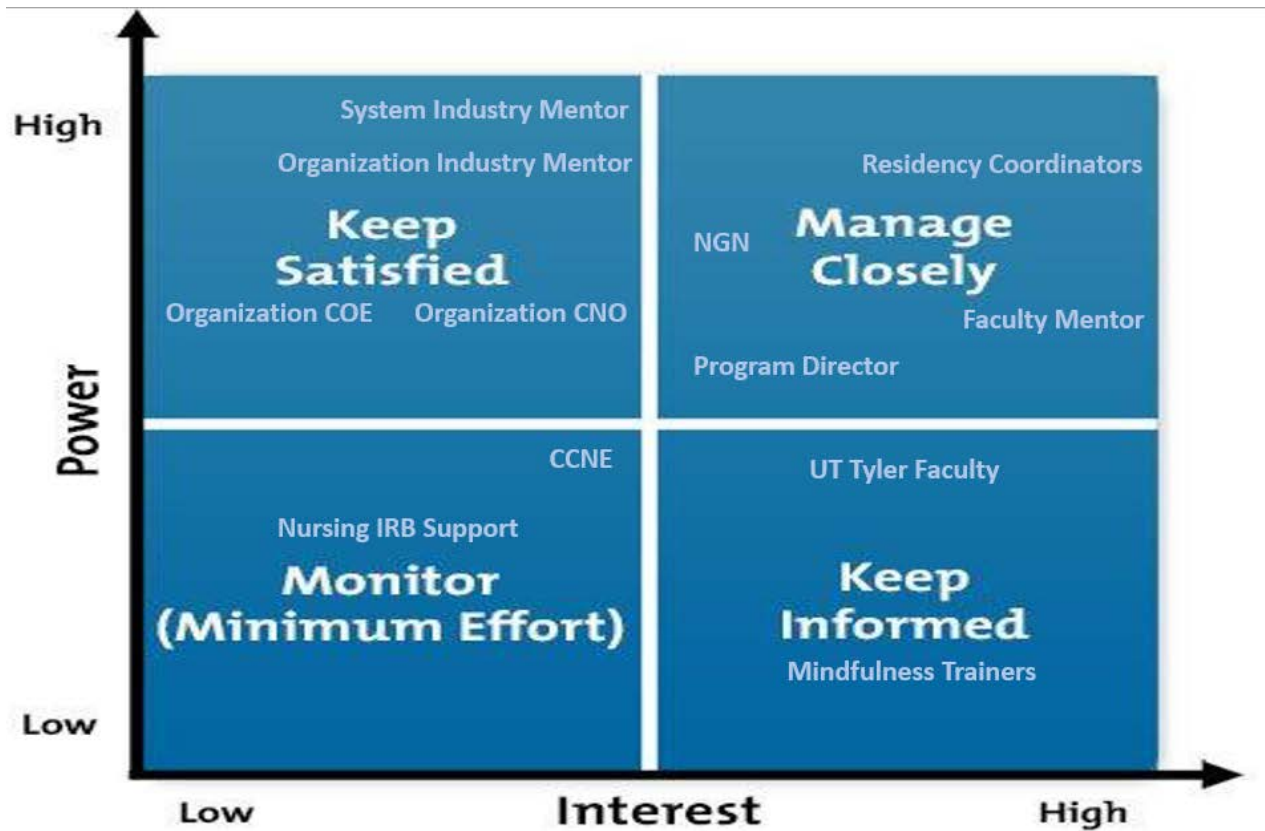 High
System Industry Mentor
Organization Industry Mentor
Keep
Satisfied
Organization COE
Organization CNO
Residency Coordinators
NGN
Manage
Closely
Faculty Mentor
Program Director
Power
CCNE
Nursing IRB Support
Monitor
(Minimum Effort)
UT Tyler Faculty
Keep
Informed
Mindfulness Trainers
Low
Low
Interest
High